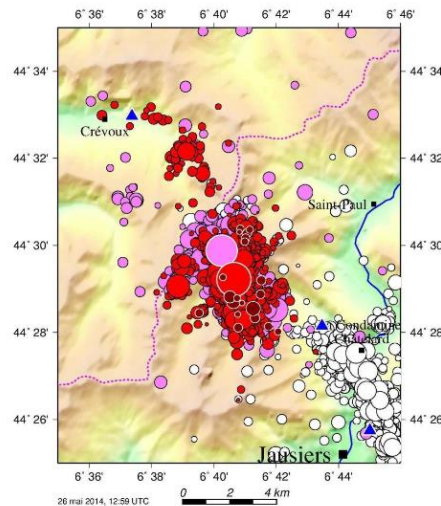 6˚ 36' 6˚ 38' 6˚ 40' 6˚ 42' 6˚ 44' 6˚ 46'
44˚ 34' 44˚ 34'
Crévoux
44˚ 32' 44˚ 32'
Saint-Paul
44˚ 30' 44˚ 30'
Condamine
44˚ 28' 44˚ 28'
Châtelard
44˚ 26' 44˚ 26'
Jausiers
6˚ 36' 6˚ 38' 6˚ 40' 6˚ 42' 6˚ 44' 6˚ 46'
26 mai 2014, 12:59 UTC
0 2 4 km